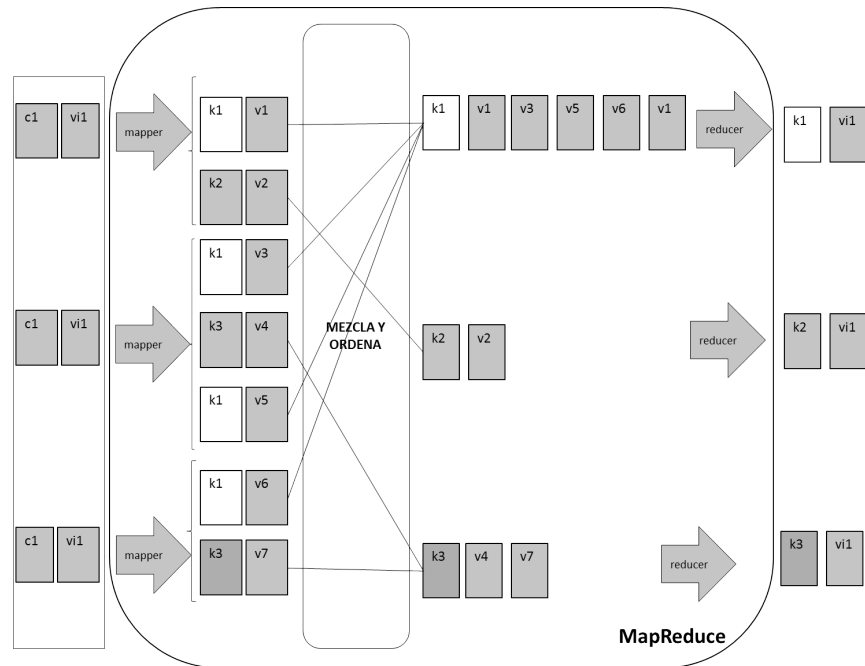 c1 vi1
mapper
k1 v1
k2 v2
k1 v1 v3 v5 v6 v1
reducer
k1 vi1
c1 vi1
mapper
k1 v3
k3 v4
k1 v5
MEZCLA Y
ORDENA
k2 v2
reducer
k2 vi1
c1 vi1
mapper
k1 v6
k3 v7
k3 v4 v7
reducer
k3 vi1
MapReduce